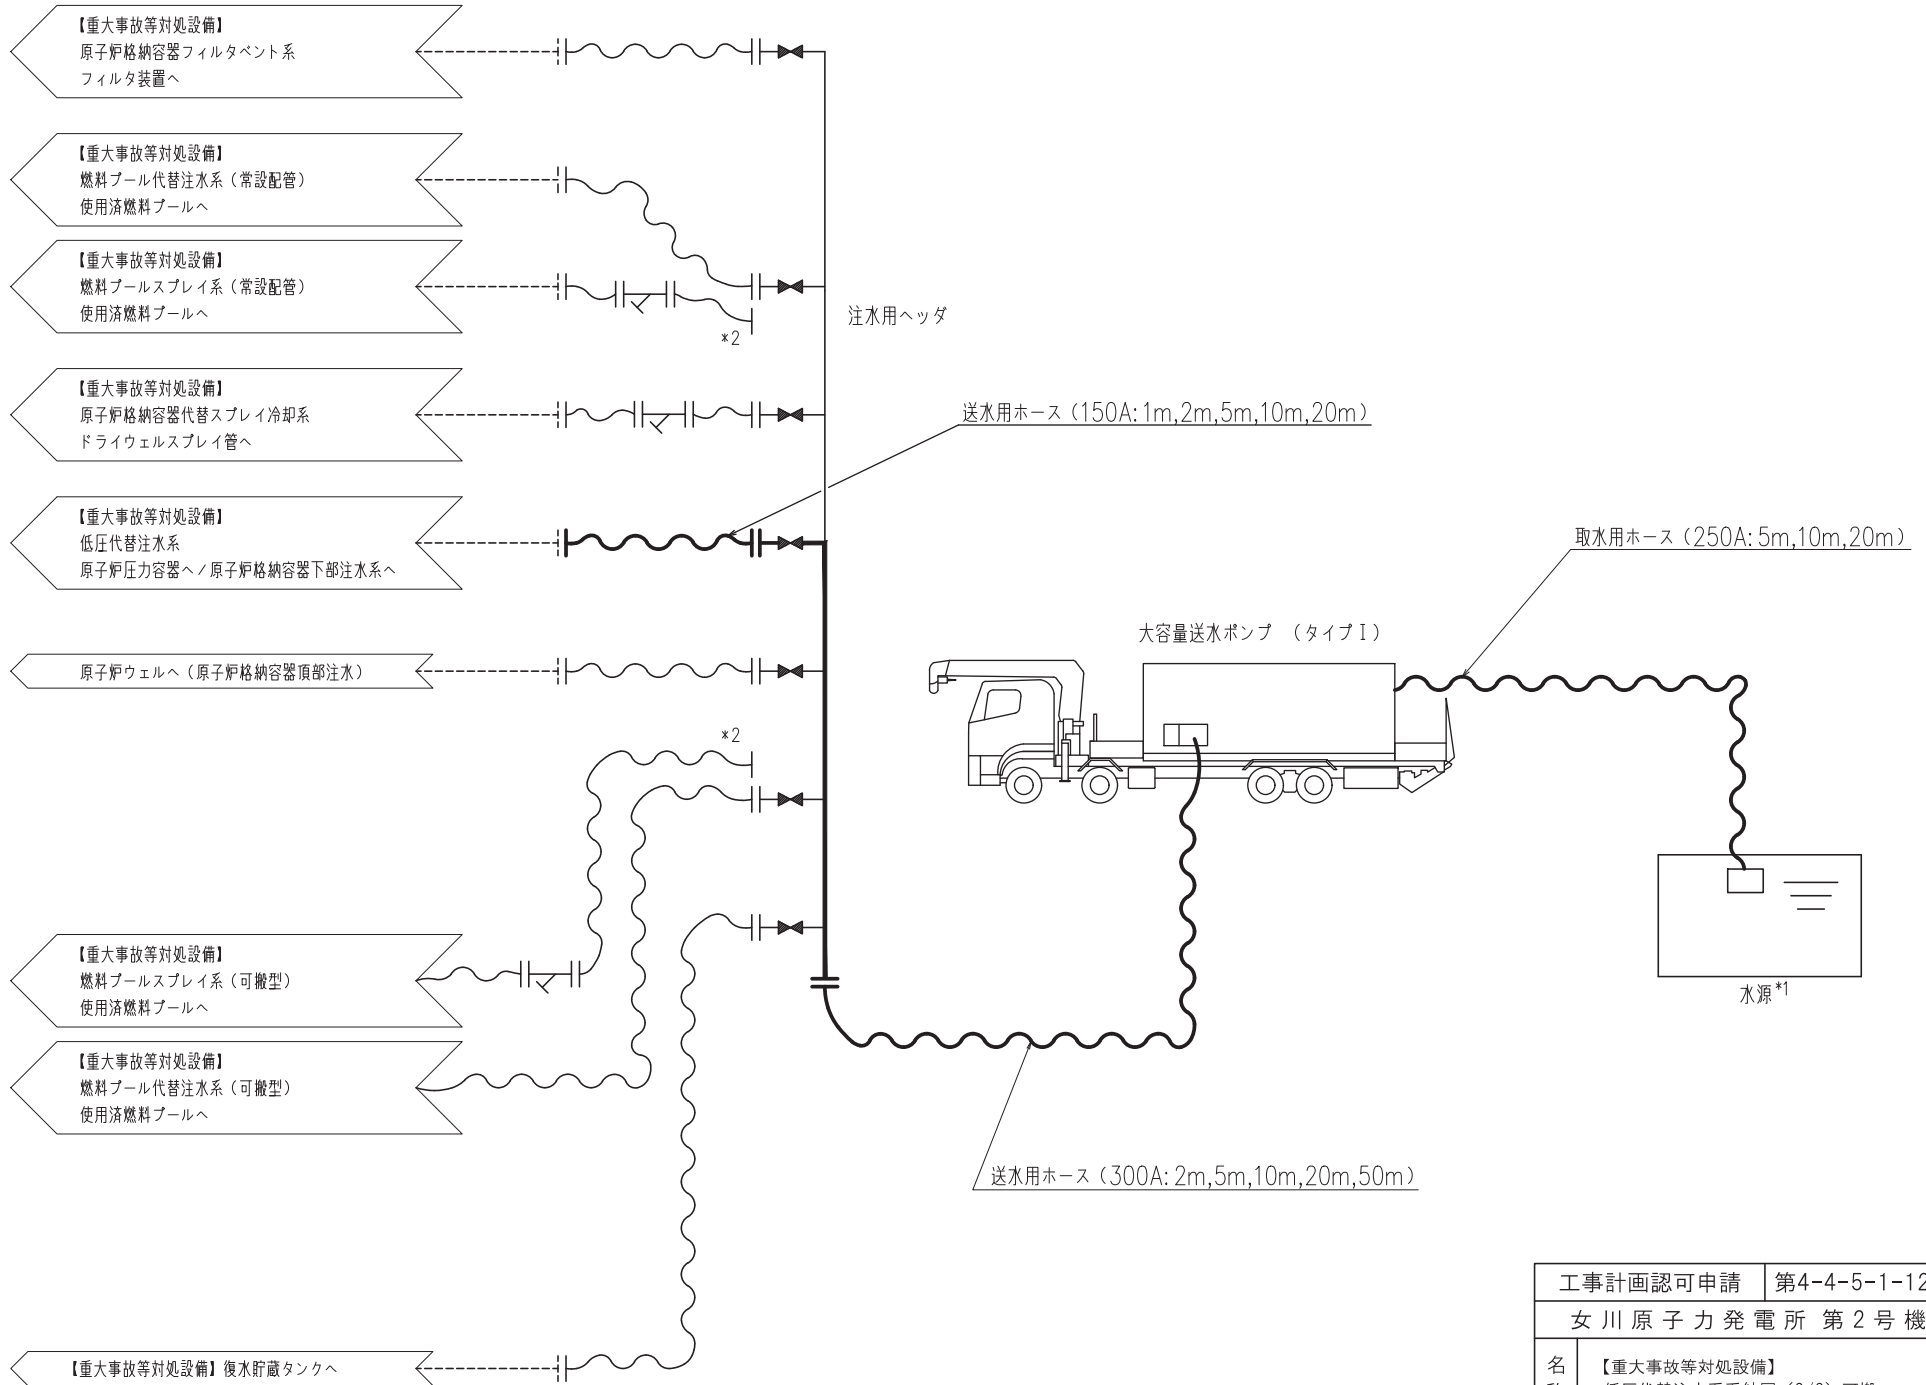 【重大事故等対処設備】
原子炉格納容器フィルタベント系
フィルタ装置へ
【重大事故等対処設備】
燃料プール代替注水系（常設配管）
使用済燃料プールへ
【重大事故等対処設備】
燃料プールスプレイ系（常設配管）
使用済燃料プールへ
*2
注水用ヘッダ
【重大事故等対処設備】
原子炉格納容器代替スプレイ冷却系
ドライウェルスプレイ管へ
送水用ホース（150A:1m,2m,5m,10m,20m）
【重大事故等対処設備】
低圧代替注水系
原子炉圧力容器へ／原子炉格納容器下部注水系へ
取水用ホース（250A:5m,10m,20m）
大容量送水ポンプ （タイプⅠ）
原子炉ウェルへ（原子炉格納容器頂部注水）
*2
【重大事故等対処設備】
燃料プールスプレイ系（可搬型）
使用済燃料プールへ
水源*1
【重大事故等対処設備】
燃料プール代替注水系（可搬型）
使用済燃料プールへ
送水用ホース（300A:2m,5m,10m,20m,50m）
【重大事故等対処設備】復水貯蔵タンクへ
工事計画認可申請 第4-4-5-1-12
女川原子力発電所 第2号機
名
【重大事故等対処設備】